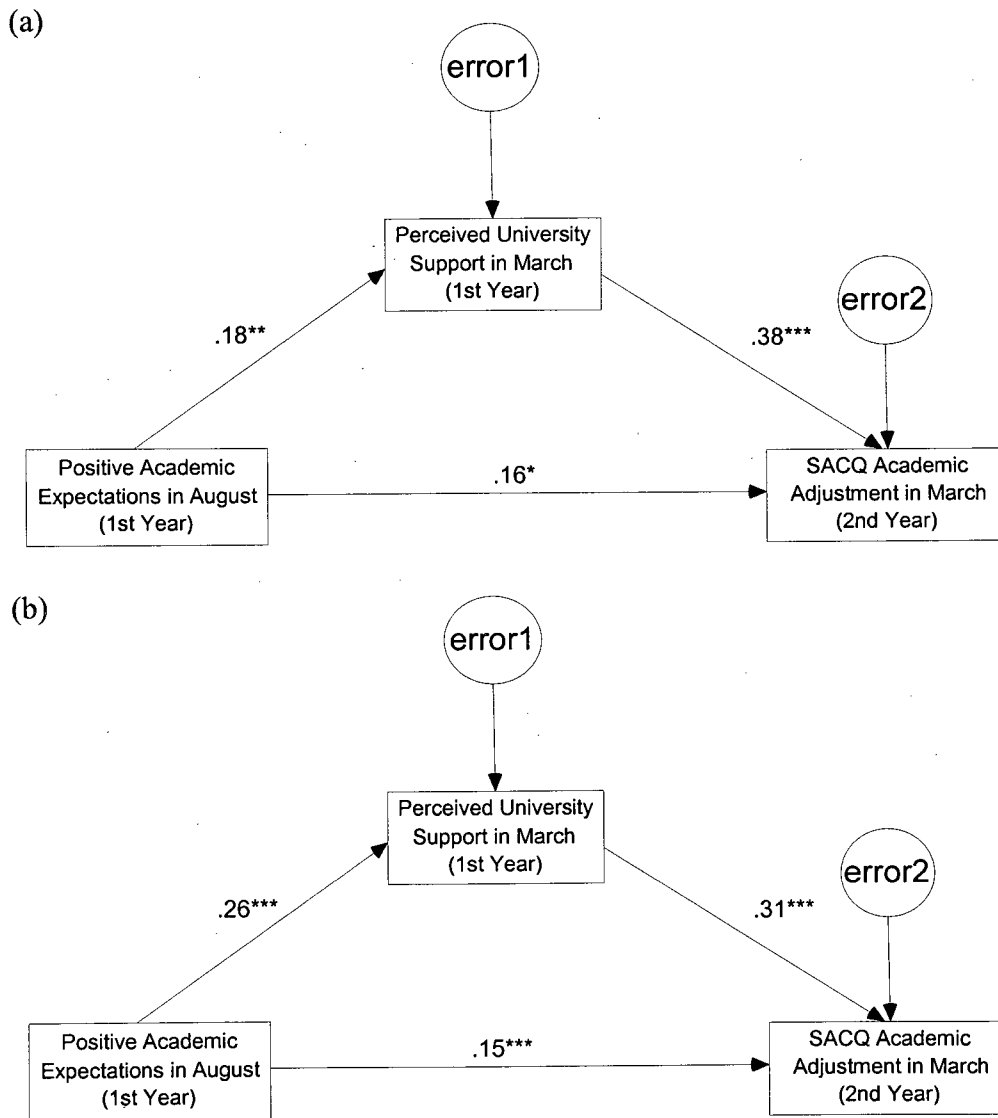 (a)
error1
Perceived University
Support in March
(1st Year)
error2
.18**
.38***
Positive Academic
Expectations in August
(1st Year)
.16*
SACQ Academic
Adjustment in March
(2nd Year)
(b)
error1
Perceived University
Support in March
(1st Year)
error2
.26***
.31***
Positive Academic
Expectations in August
(1st Year)
.15***
SACQ Academic
Adjustment in March
(2nd Year)